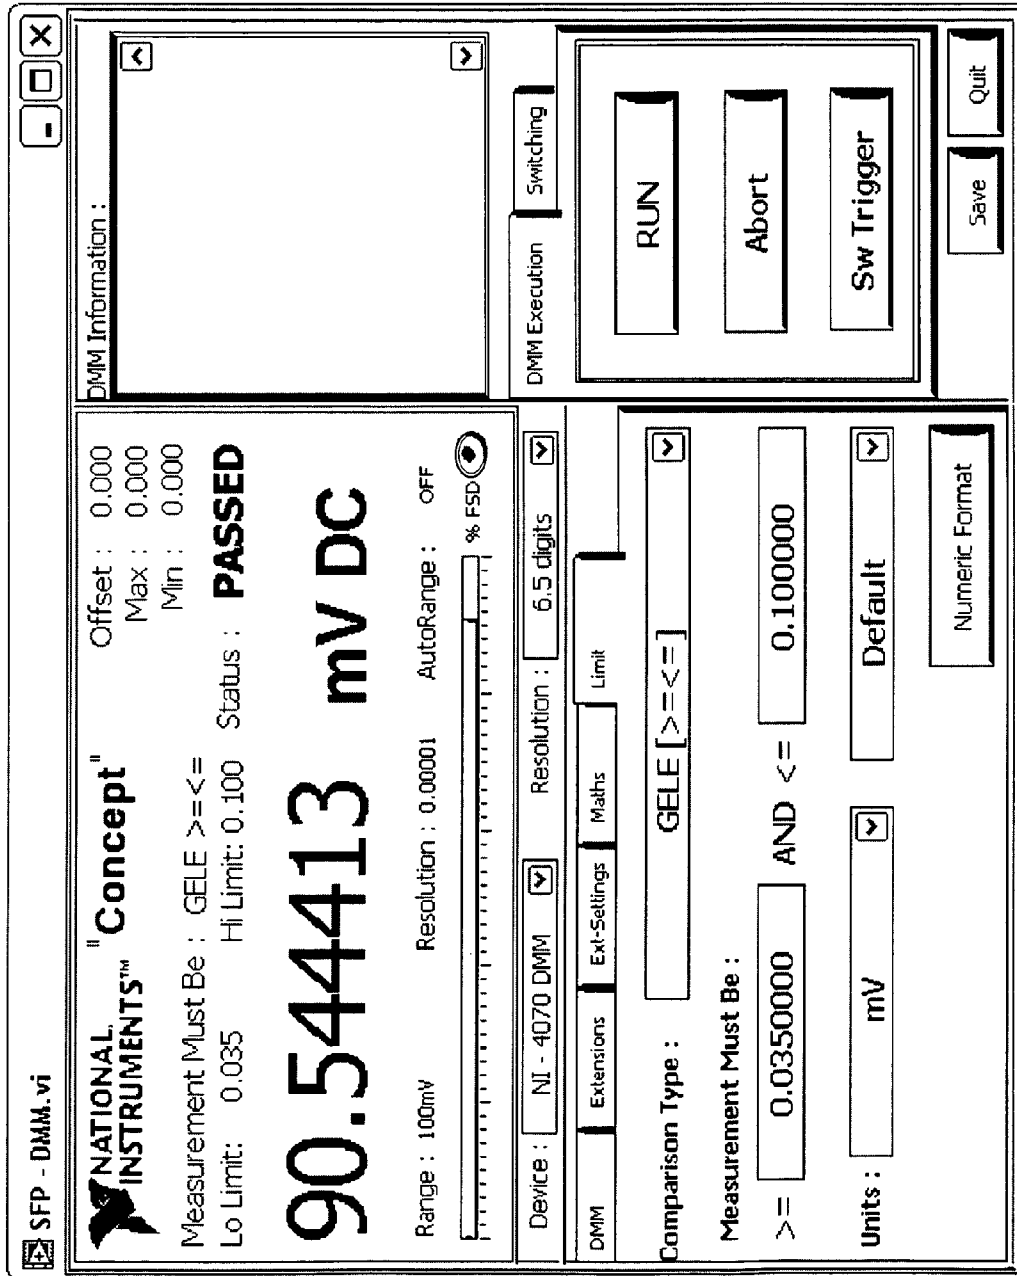 SFP - DMM.vi
NATIONAL
INSTRUMENTS™ "Concept"
Offset : 0.000
Max : 0.000
Min : 0.000
Measurement Must Be : GELE >=<=
Lo Limit: 0.035 Hi Limit: 0.100 Status : PASSED
90.544413 mV DC
Range : 100mV Resolution : 0.00001 AutoRange : OFF
% FSD
Device : NI - 4070 DMM Resolution : 6.5 digits
DMM Extensions Ext-Settings Maths Limit
Comparison Type : GELE [>=<=]
Measurement Must Be :
>= 0.0350000 AND <= 0.100000
Units : mV Default
Numeric Format
DMM Information :
DMM Execution Switching
RUN
Abort
Sw Trigger
Save Quit